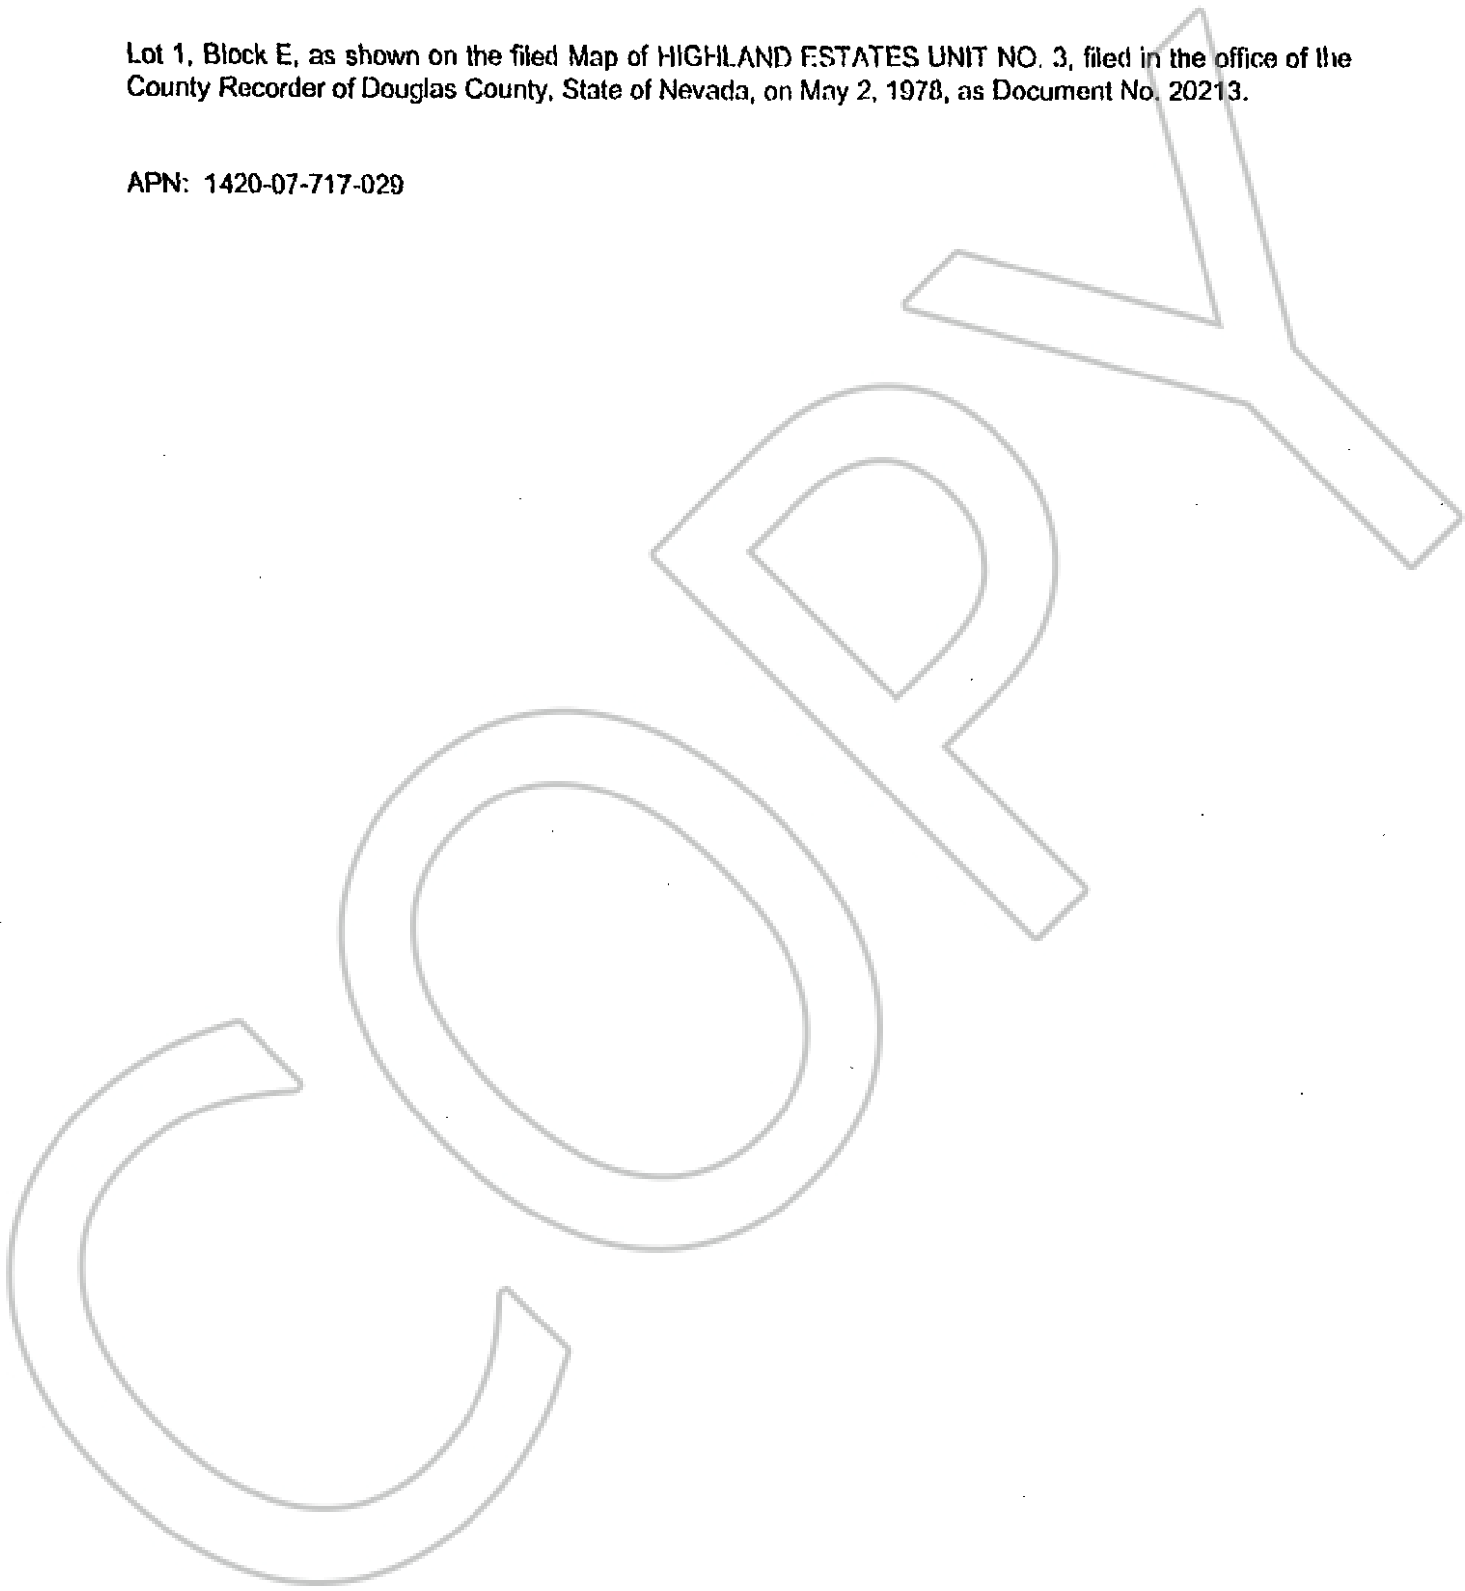 Lot 1, Block E, as shown on the filed Map of HIGHLAND ESTATES UNIT NO. 3, filed in the office of the
County Recorder of Douglas County, State of Nevada, on May 2, 1978, as Document No. 20213.
APN: 1420-07-717-029
COPY